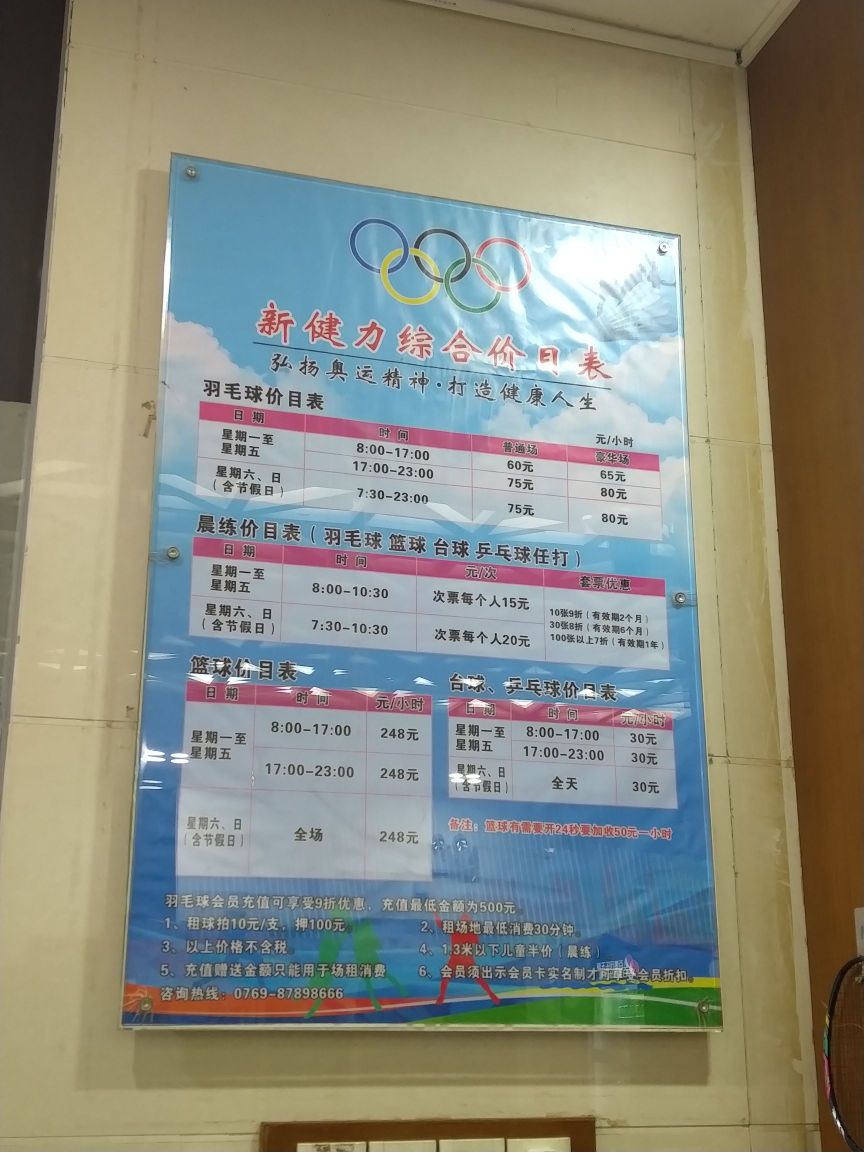 新健力综合价目表
弘扬奥运精神·打造健康人生
羽毛球价目表
元/小时
日期 时间 普通场 豪华场
星期一至星期五 8:00-17:00 60元 65元
17:00-23:00 75元 80元
星期六、日（含节假日） 7:30-23:00 75元 80元
晨练价目表（羽毛球 篮球 台球 乒乓球任打）
日期 时间 元/次 套票优惠
星期一至星期五 8:00-10:30 次票每个人15元
星期六、日（含节假日） 7:30-10:30 次票每个人20元
10张9折（有效期2个月）
30张8折（有效期6个月）
100张以上7折（有效期1年）
篮球价目表
日期 时间 元/小时
星期一至星期五 8:00-17:00 248元
17:00-23:00 248元
星期六、日（含节假日） 全场 248元
台球、乒乓球价目表
日期 时间 元/小时
星期一至星期五 8:00-17:00 30元
17:00-23:00 30元
星期六、日（含节假日） 全天 30元
备注：篮球有需要开24秒要加收50元一小时
羽毛球会员充值可享受9折优惠，充值最低金额为500元。
1、租球拍10元/支，押100元。
2、租场地最低消费30分钟。
3、以上价格不含税。
4、1.3米以下儿童半价（晨练）
5、充值赠送金额只能用于场租消费
6、会员须出示会员卡实名制才可享受会员折扣。
咨询热线：0769-87898666